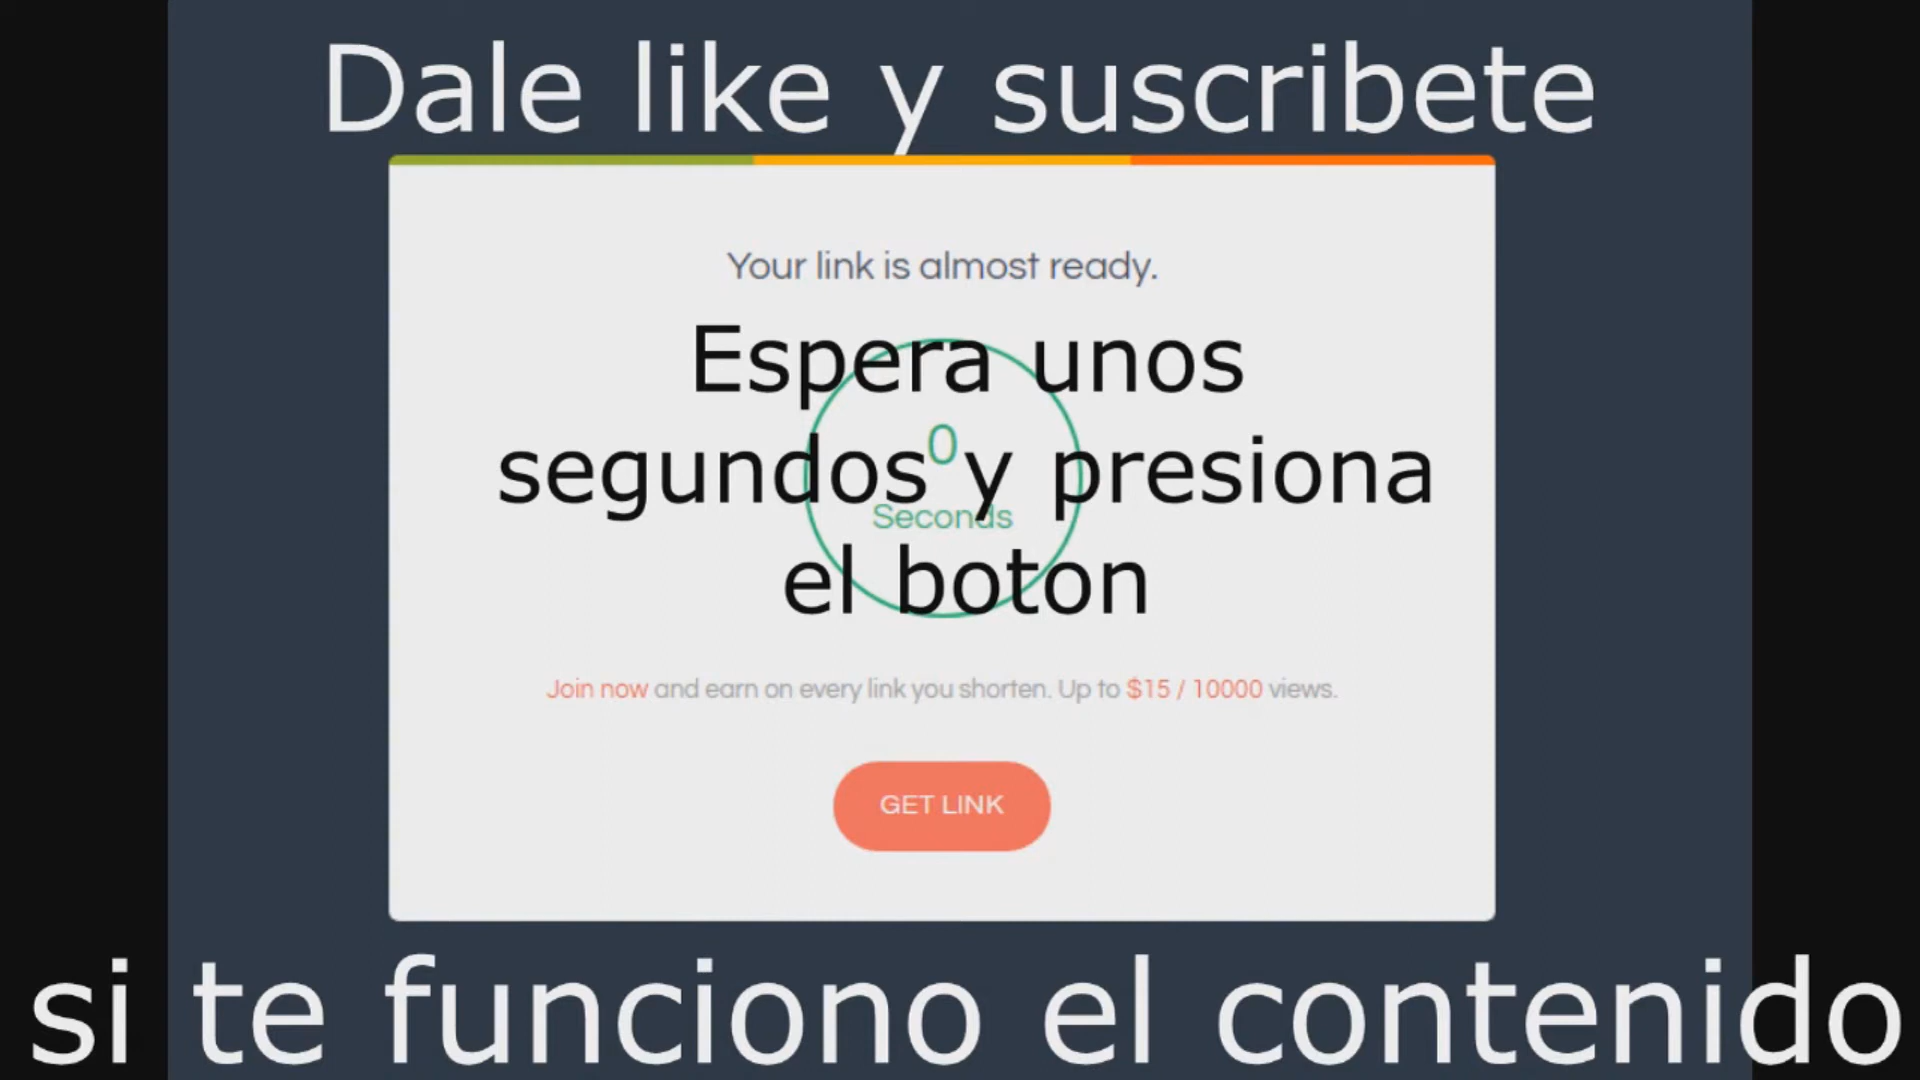 Dale like y suscribete
Your link is almost ready.
Espera unos
0
segundos y presiona
Seconds
el boton
Join now and earn on every link you shorten. Up to $15 / 10000 views.
GET LINK
si te funciono el contenido